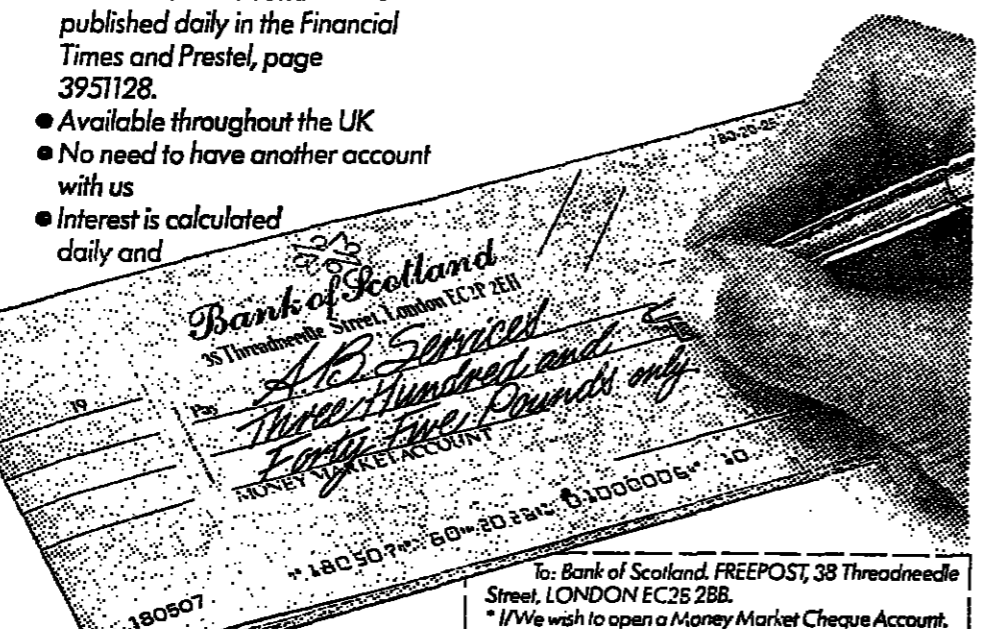 published daily in the Financial
Times and Prestel, page
3951128.
● Available throughout the UK
● No need to have another account
with us
● Interest is calculated
daily and
Bank of Scotland
38 Threadneedle Street, London EC2P 2EH
19
Pay A B Services
Three Hundred and
Forty Five Pounds only
MONEY MARKET ACCOUNT
180507
180507
To: Bank of Scotland. FREEPOST, 38 Threadneedle
Street, LONDON EC2B 2BB.
* I/We wish to open a Money Market Cheque Account.